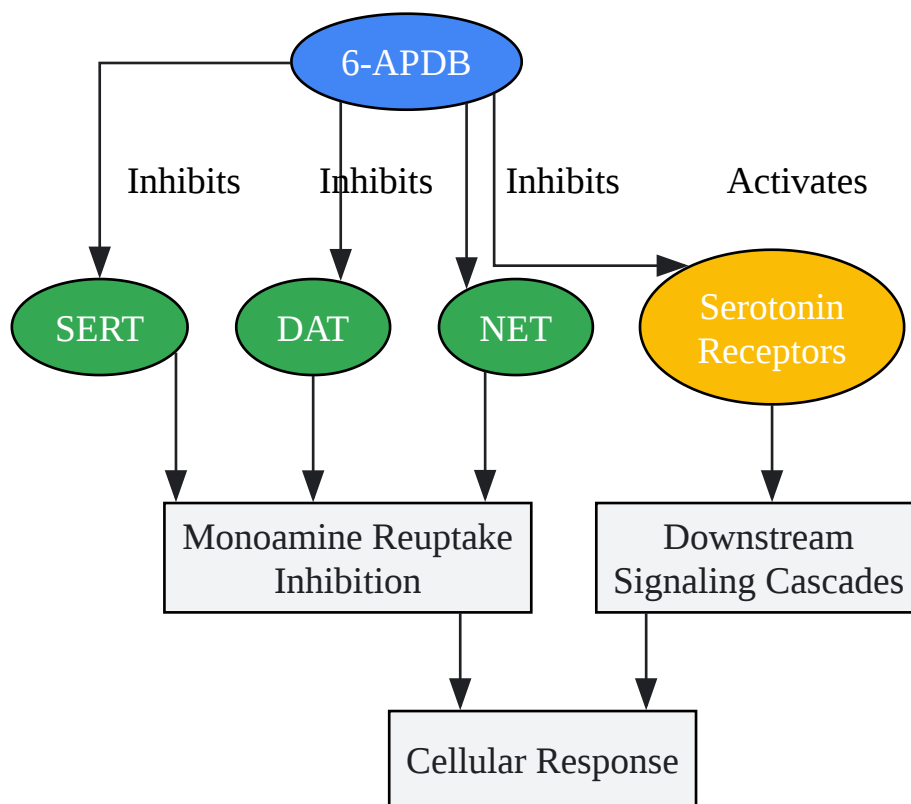 6-APDB
Inhibits
Inhibits
Inhibits
Activates
SERT
DAT
NET
Serotonin
Receptors
Monoamine Reuptake
Inhibition
Downstream
Signaling Cascades
Cellular Response